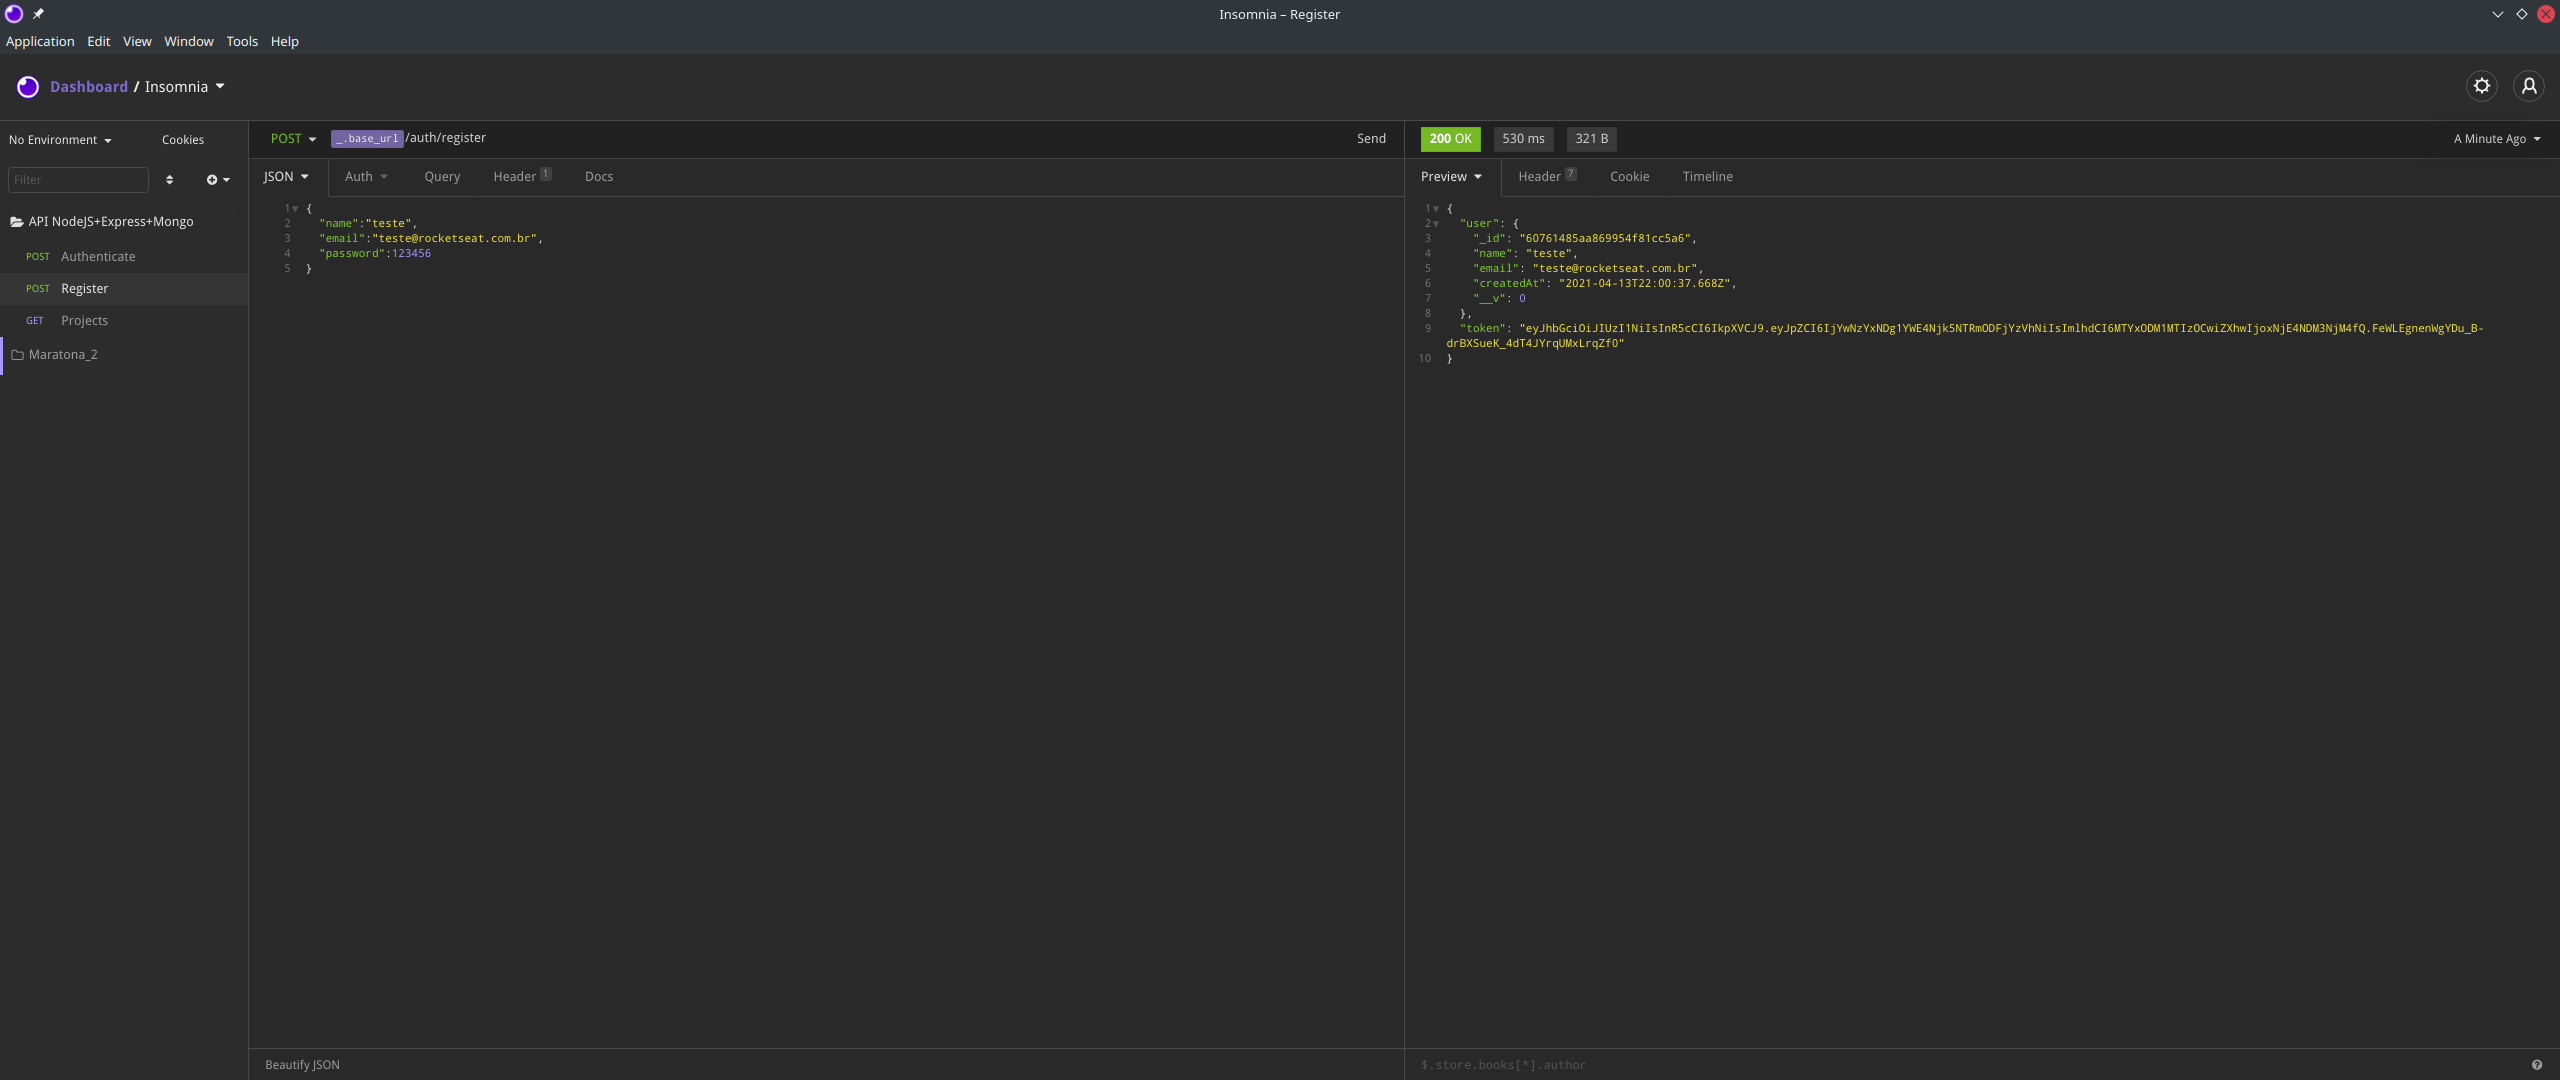 Insomnia – Register
Application Edit View Window Tools Help
Dashboard / Insomnia
No Environment Cookies
Filter
API NodeJS+Express+Mongo
POST Authenticate
POST Register
GET Projects
Maratona_2
POST _.base_url /auth/register Send
JSON Auth Query Header 1 Docs
1 {
2 "name":"teste",
3 "email":"teste@rocketseat.com.br",
4 "password":123456
5 }
Beautify JSON
200 OK 530 ms 321 B A Minute Ago
Preview Header 7 Cookie Timeline
1 {
2 "user": {
3 "_id": "60761485aa869954f81cc5a6",
4 "name": "teste",
5 "email": "teste@rocketseat.com.br",
6 "createdAt": "2021-04-13T22:00:37.668Z",
7 "__v": 0
8 },
9 "token": "eyJhbGciOiJIUzI1NiIsInR5cCI6IkpXVCJ9.eyJpZCI6IjYwNzYxNDg1YWE4Njk5NTRmODFjYzVhNiIsImlhdCI6MTYxODM1MTIzOCwiZXhwIjoxNjE4NDM3NjM4fQ.FeWLEgnenWgYDu_B-
drBXSueK_4dT4JYrqUMxLrqZf0"
10 }
$.store.books[*].author